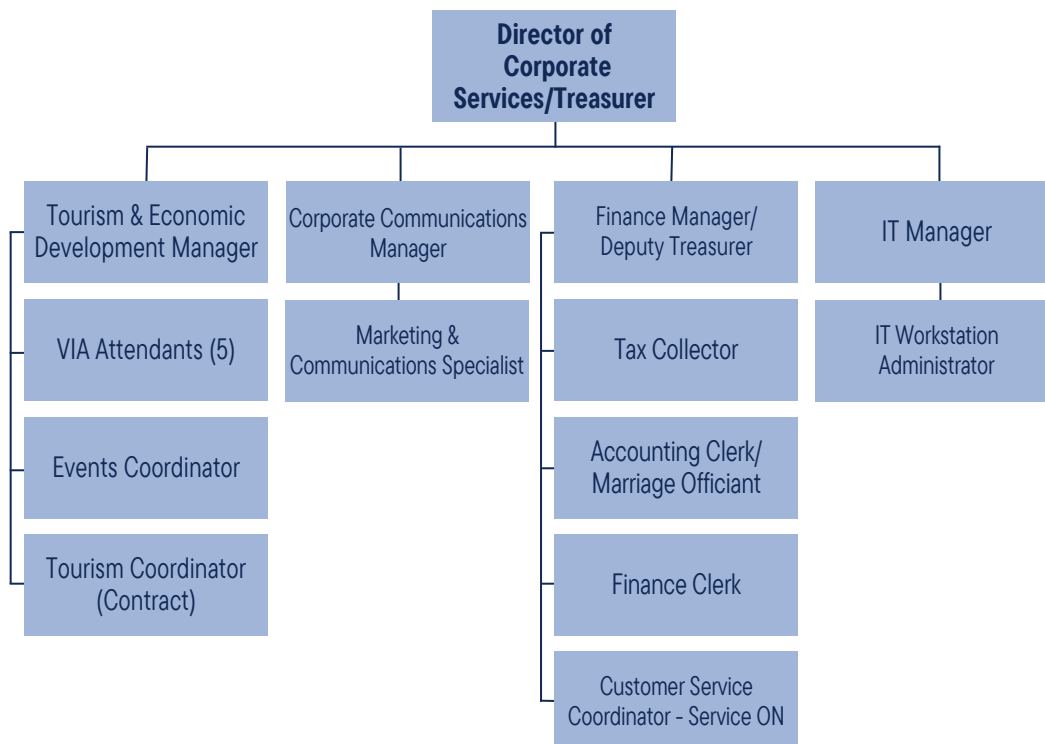 Director of
Corporate
Services/Treasurer
Tourism & Economic
Development Manager
VIA Attendants (5)
Events Coordinator
Tourism Coordinator
(Contract)
Corporate Communications
Manager
Marketing &
Communications Specialist
Finance Manager/
Deputy Treasurer
Tax Collector
Accounting Clerk/
Marriage Officiant
Finance Clerk
Customer Service
Coordinator - Service ON
IT Manager
IT Workstation
Administrator